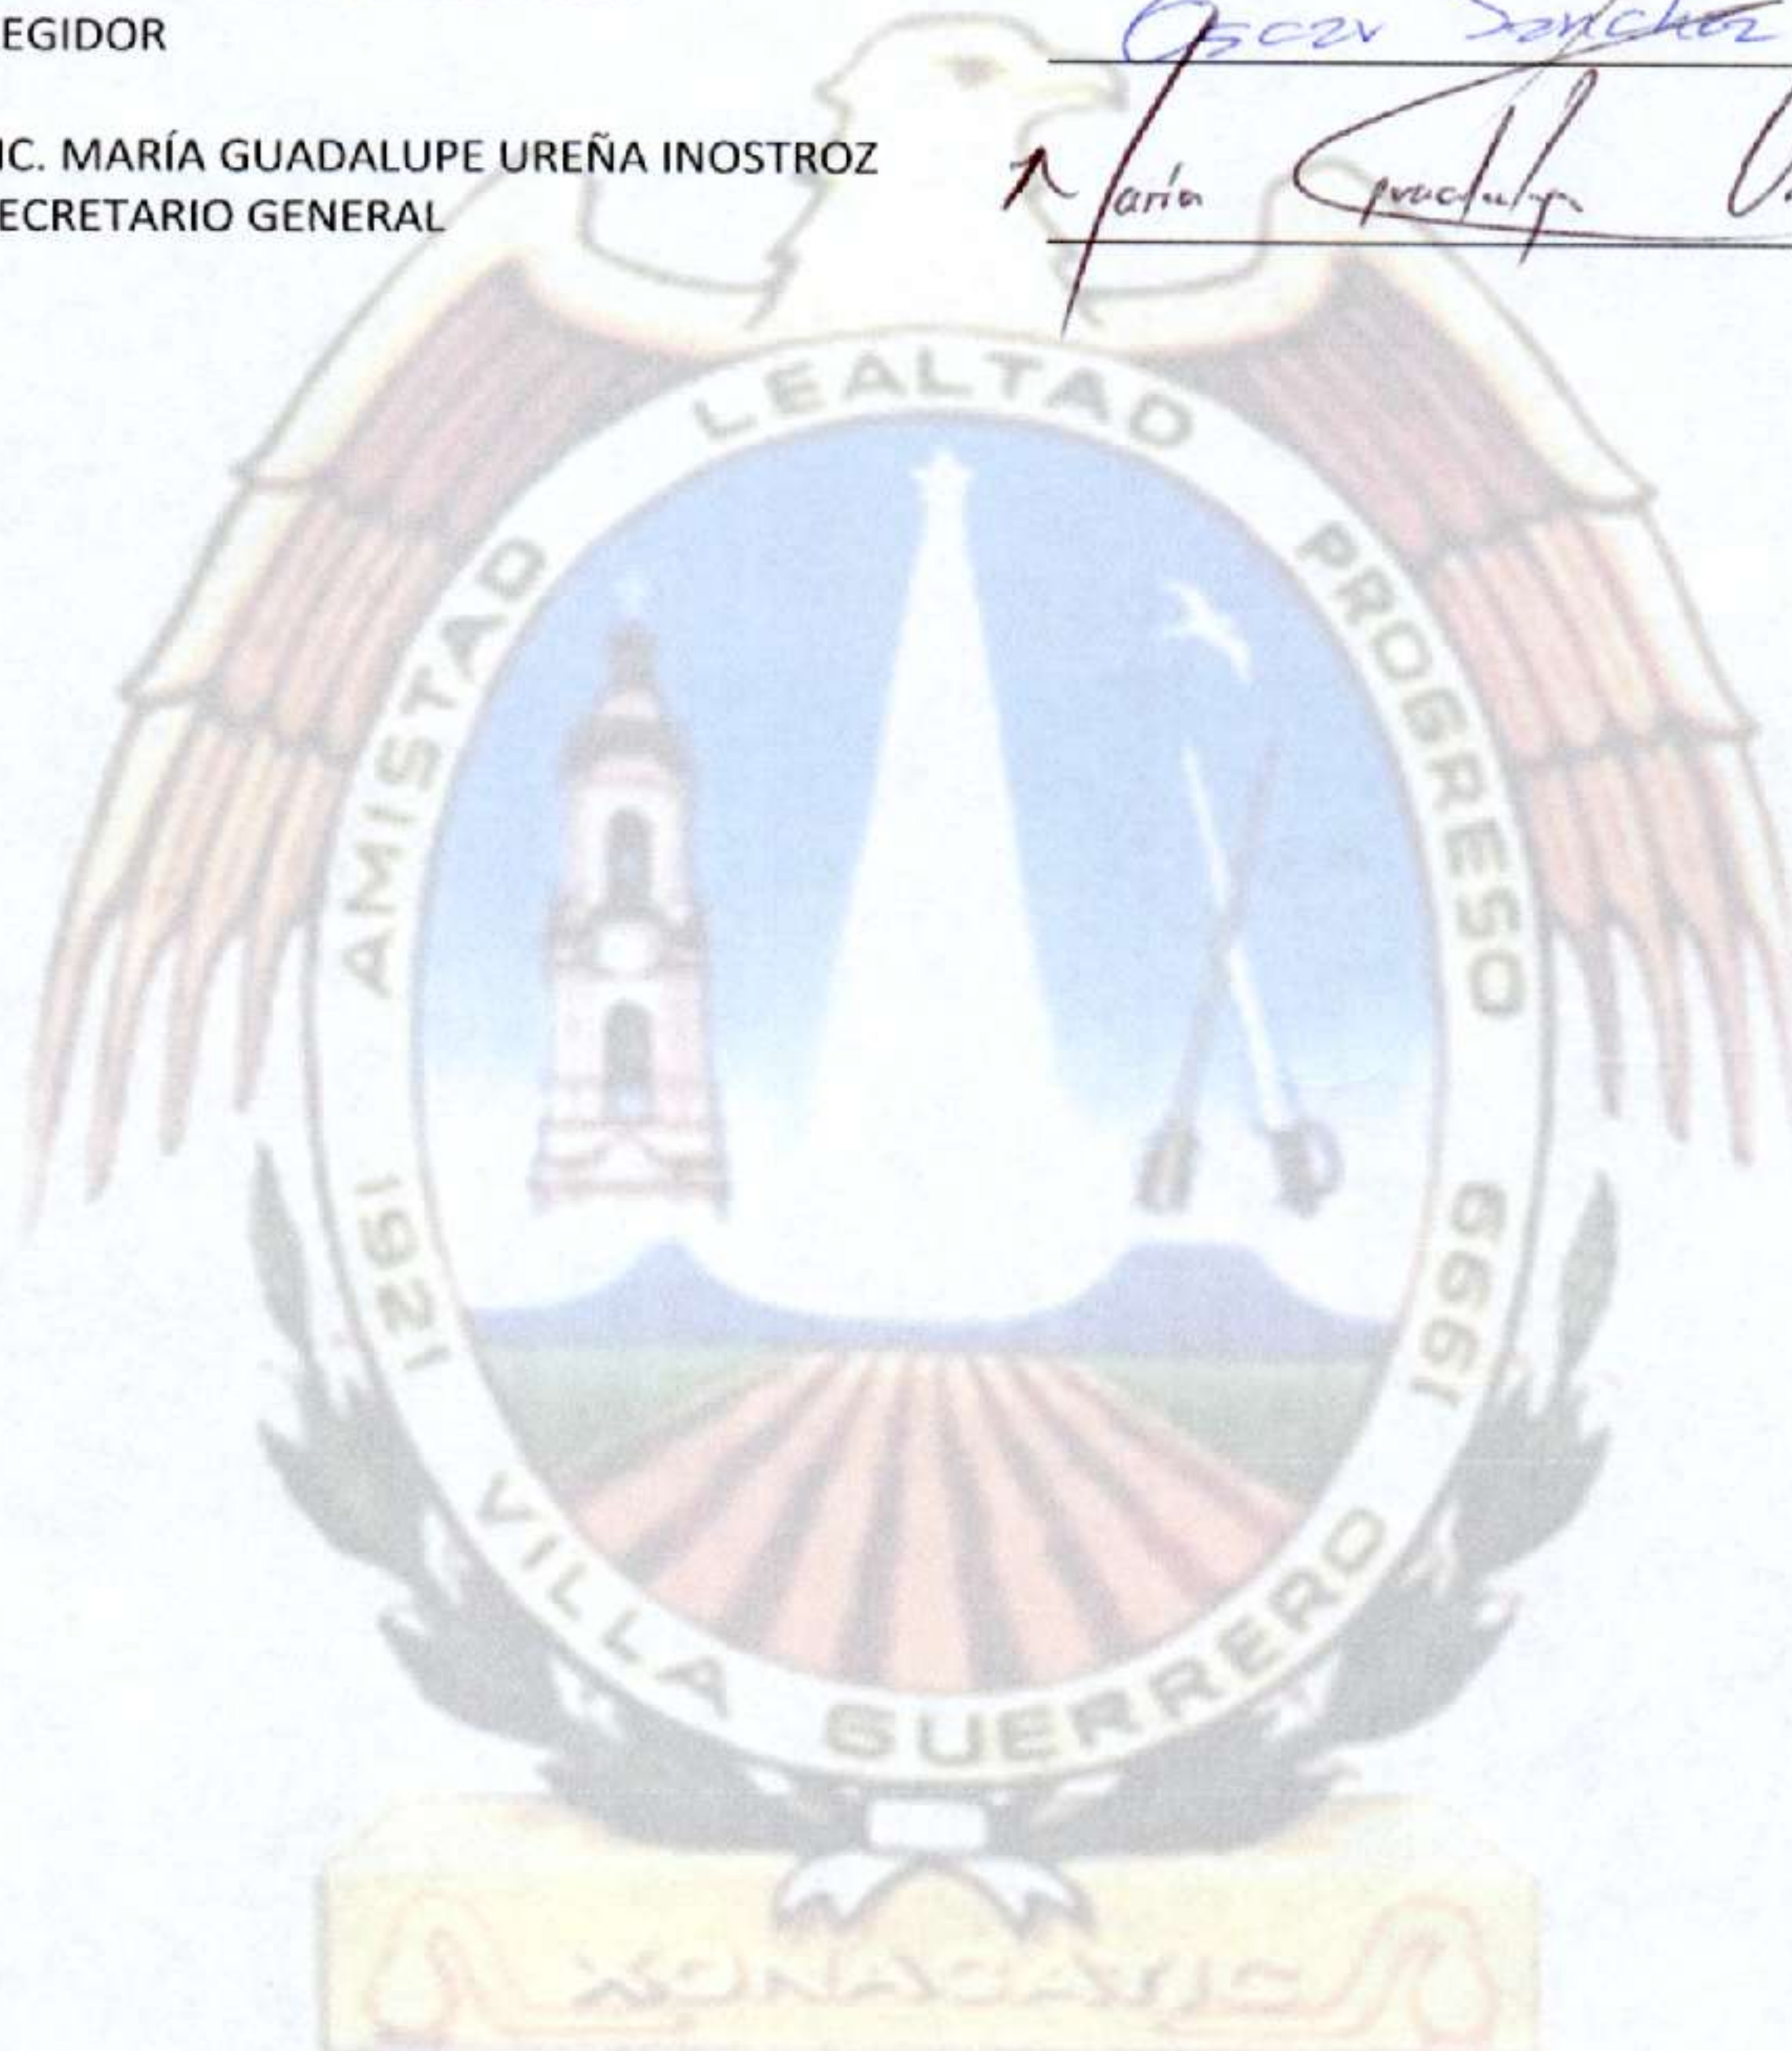 EGIDOR
Oscar Sanchez
IC. MARÍA GUADALUPE UREÑA INOSTROZ
ECRETARIO GENERAL
María Guadalupe
LEALTAD
AMISTAD
PROGRESO
1921
1999
VILLA GUERRERO